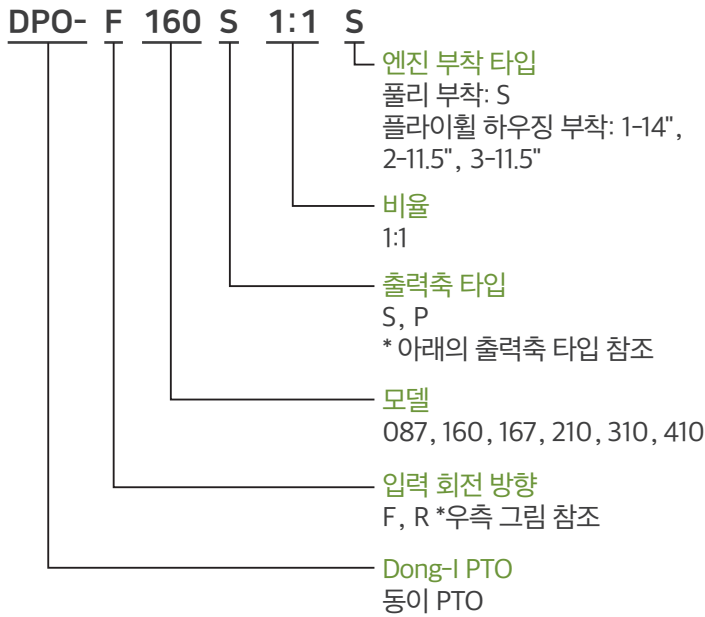 DPO- F 160 S 1:1 S
엔진 부착 타입
풀리 부착: S
플라이휠 하우징 부착: 1-14",
2-11.5", 3-11.5"
비율
1:1
출력축 타입
S, P
* 아래의 출력축 타입 참조
모델
087, 160, 167, 210, 310, 410
입력 회전 방향
F, R *우측 그림 참조
Dong-I PTO
동이 PTO